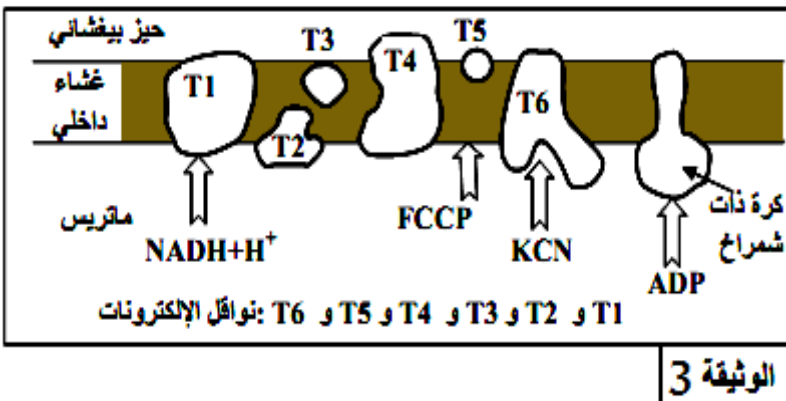 حيز بيغشائي
غشاء
داخلي
ماتريس
T1
T2
T3
T4
T5
T6
NADH+H⁺
FCCP
KCN
ADP
كرة ذات
شمراخ
T1 و T2 و T3 و T4 و T5 و T6 :نواقل الإلكترونات
الوثيقة 3